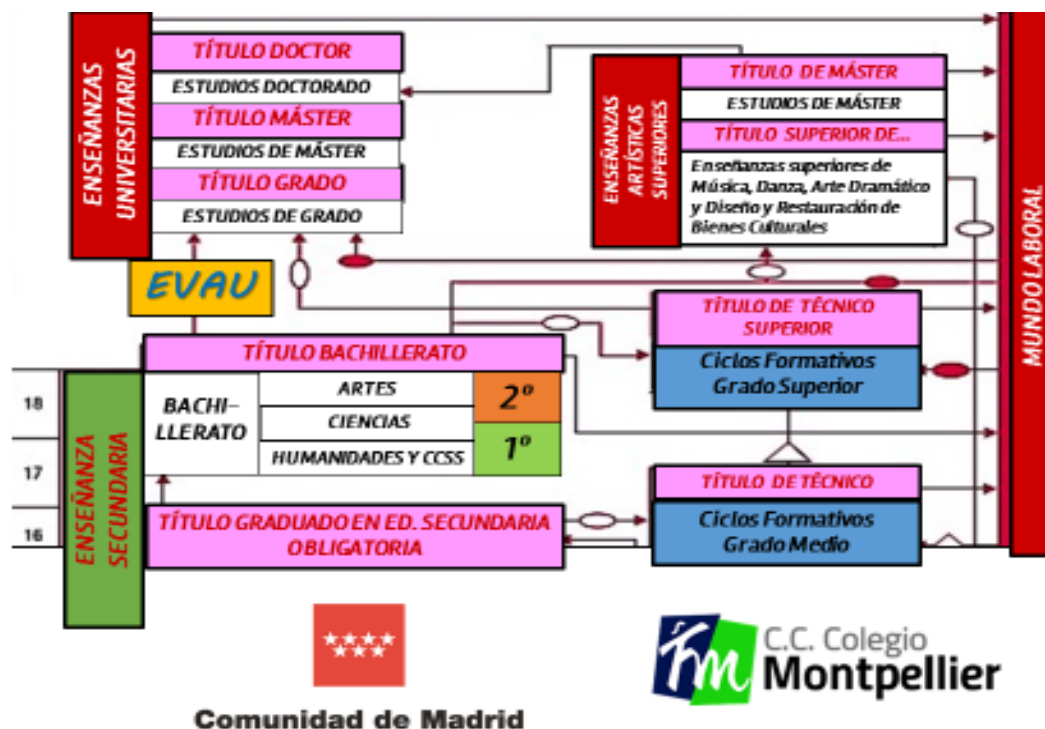 ENSEÑANZAS
UNIVERSITARIAS
TÍTULO DOCTOR
ESTUDIOS DOCTORADO
TÍTULO MÁSTER
ESTUDIOS DE MÁSTER
TÍTULO GRADO
ESTUDIOS DE GRADO
ENSEÑANZAS
ARTÍSTICAS
SUPERIORES
TÍTULO DE MÁSTER
ESTUDIOS DE MÁSTER
TÍTULO SUPERIOR DE...
Enseñanzas superiores de
Música, Danza, Arte Dramático
y Diseño y Restauración de
Bienes Culturales
MUNDO LABORAL
EVAU
TÍTULO DE TÉCNICO
SUPERIOR
Ciclos Formativos
Grado Superior
TÍTULO BACHILLERATO
18
17
16
ENSEÑANZA
SECUNDARIA
BACHI-
LLERATO
ARTES
CIENCIAS
HUMANIDADES Y CCSS
2º
1º
TÍTULO DE TÉCNICO
Ciclos Formativos
Grado Medio
TÍTULO GRADUADO EN ED. SECUNDARIA
OBLIGATORIA
Comunidad de Madrid
fm
C.C. Colegio
Montpellier